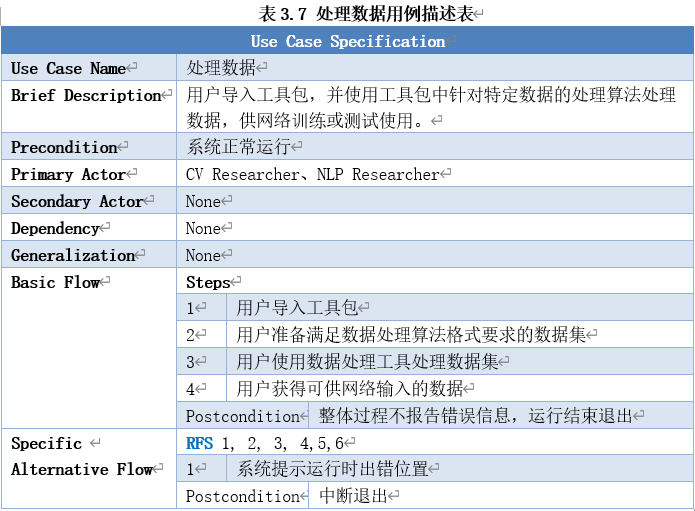 表 3.7 处理数据用例描述表
Use Case Specification
Use Case Name 处理数据
Brief Description 用户导入工具包，并使用工具包中针对特定数据的处理算法处理
数据，供网络训练或测试使用。
Precondition 系统正常运行
Primary Actor CV Researcher、NLP Researcher
Secondary Actor None
Dependency None
Generalization None
Basic Flow Steps
1 用户导入工具包
2 用户准备满足数据处理算法格式要求的数据集
3 用户使用数据处理工具处理数据集
4 用户获得可供网络输入的数据
Postcondition 整体过程不报告错误信息，运行结束退出
Specific RFS 1, 2, 3, 4,5,6
Alternative Flow 1 系统提示运行时出错位置
Postcondition 中断退出